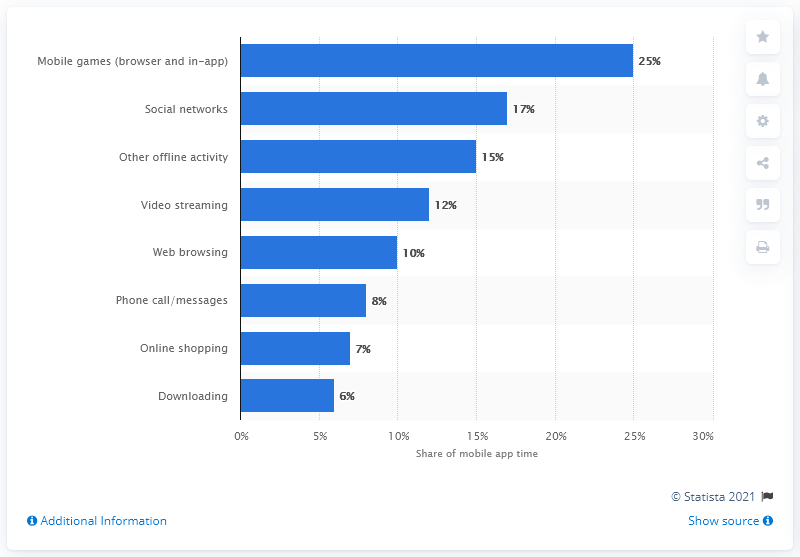 Mobile games (browser and in-app) 25%
Social networks 17%
Other offline activity 15%
Video streaming 12%
Web browsing 10%
Phone call/messages 8%
Online shopping 7%
Downloading 6%
0% 5% 10% 15% 20% 25% 30%
Share of mobile app time
© Statista 2021
Additional Information Show source